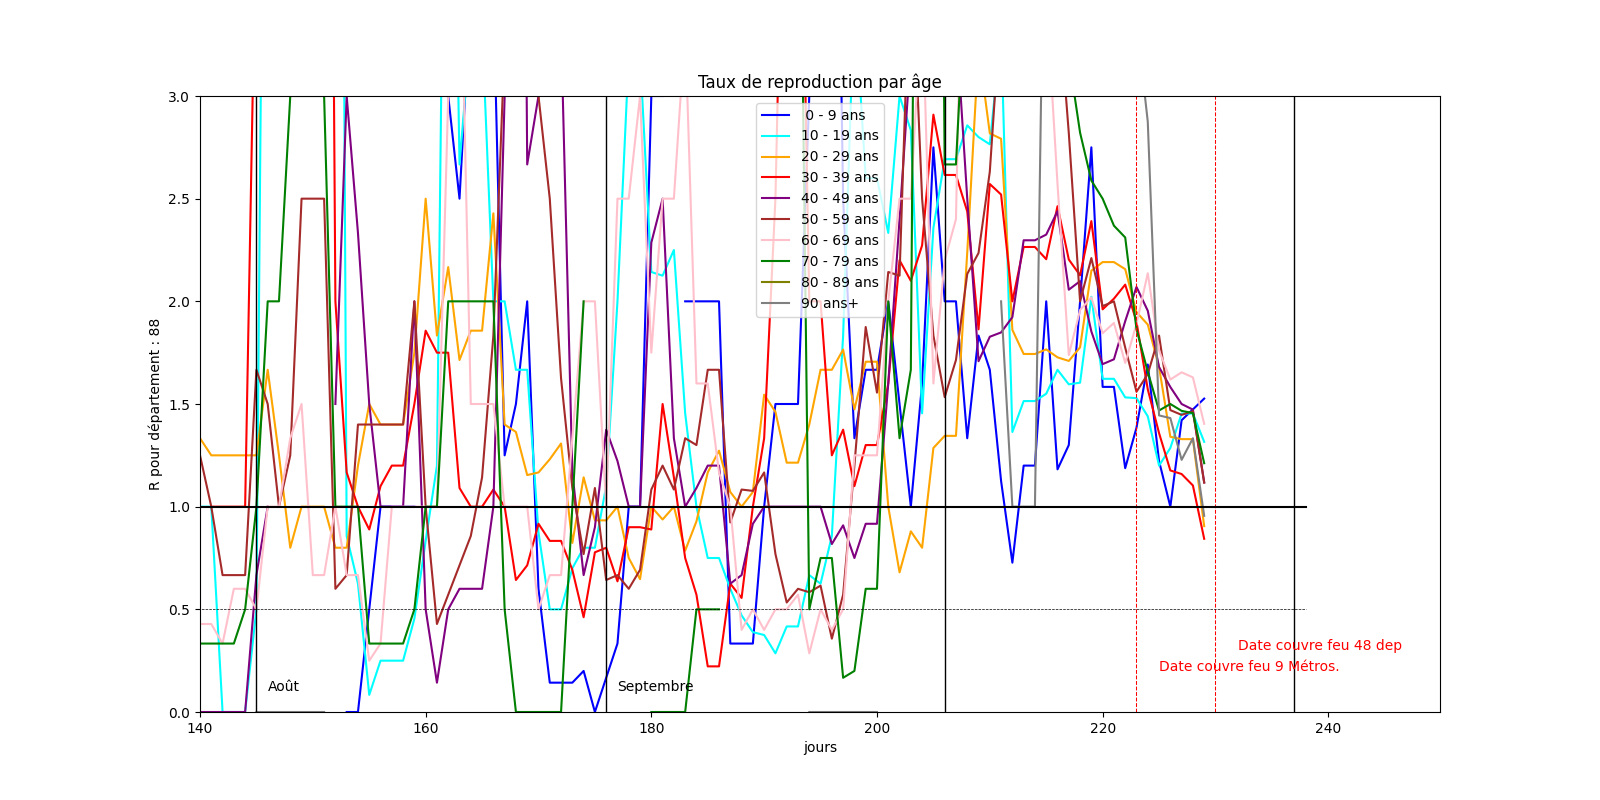 Taux de reproduction par âge
R pour département : 88
3.0
2.5
2.0
1.5
1.0
0.5
0.0
0 - 9 ans
10 - 19 ans
20 - 29 ans
30 - 39 ans
40 - 49 ans
50 - 59 ans
60 - 69 ans
70 - 79 ans
80 - 89 ans
90 ans+
Date couvre feu 48 dep
Date couvre feu 9 Métros.
Août
Septembre
140
160
180
200
220
240
jours